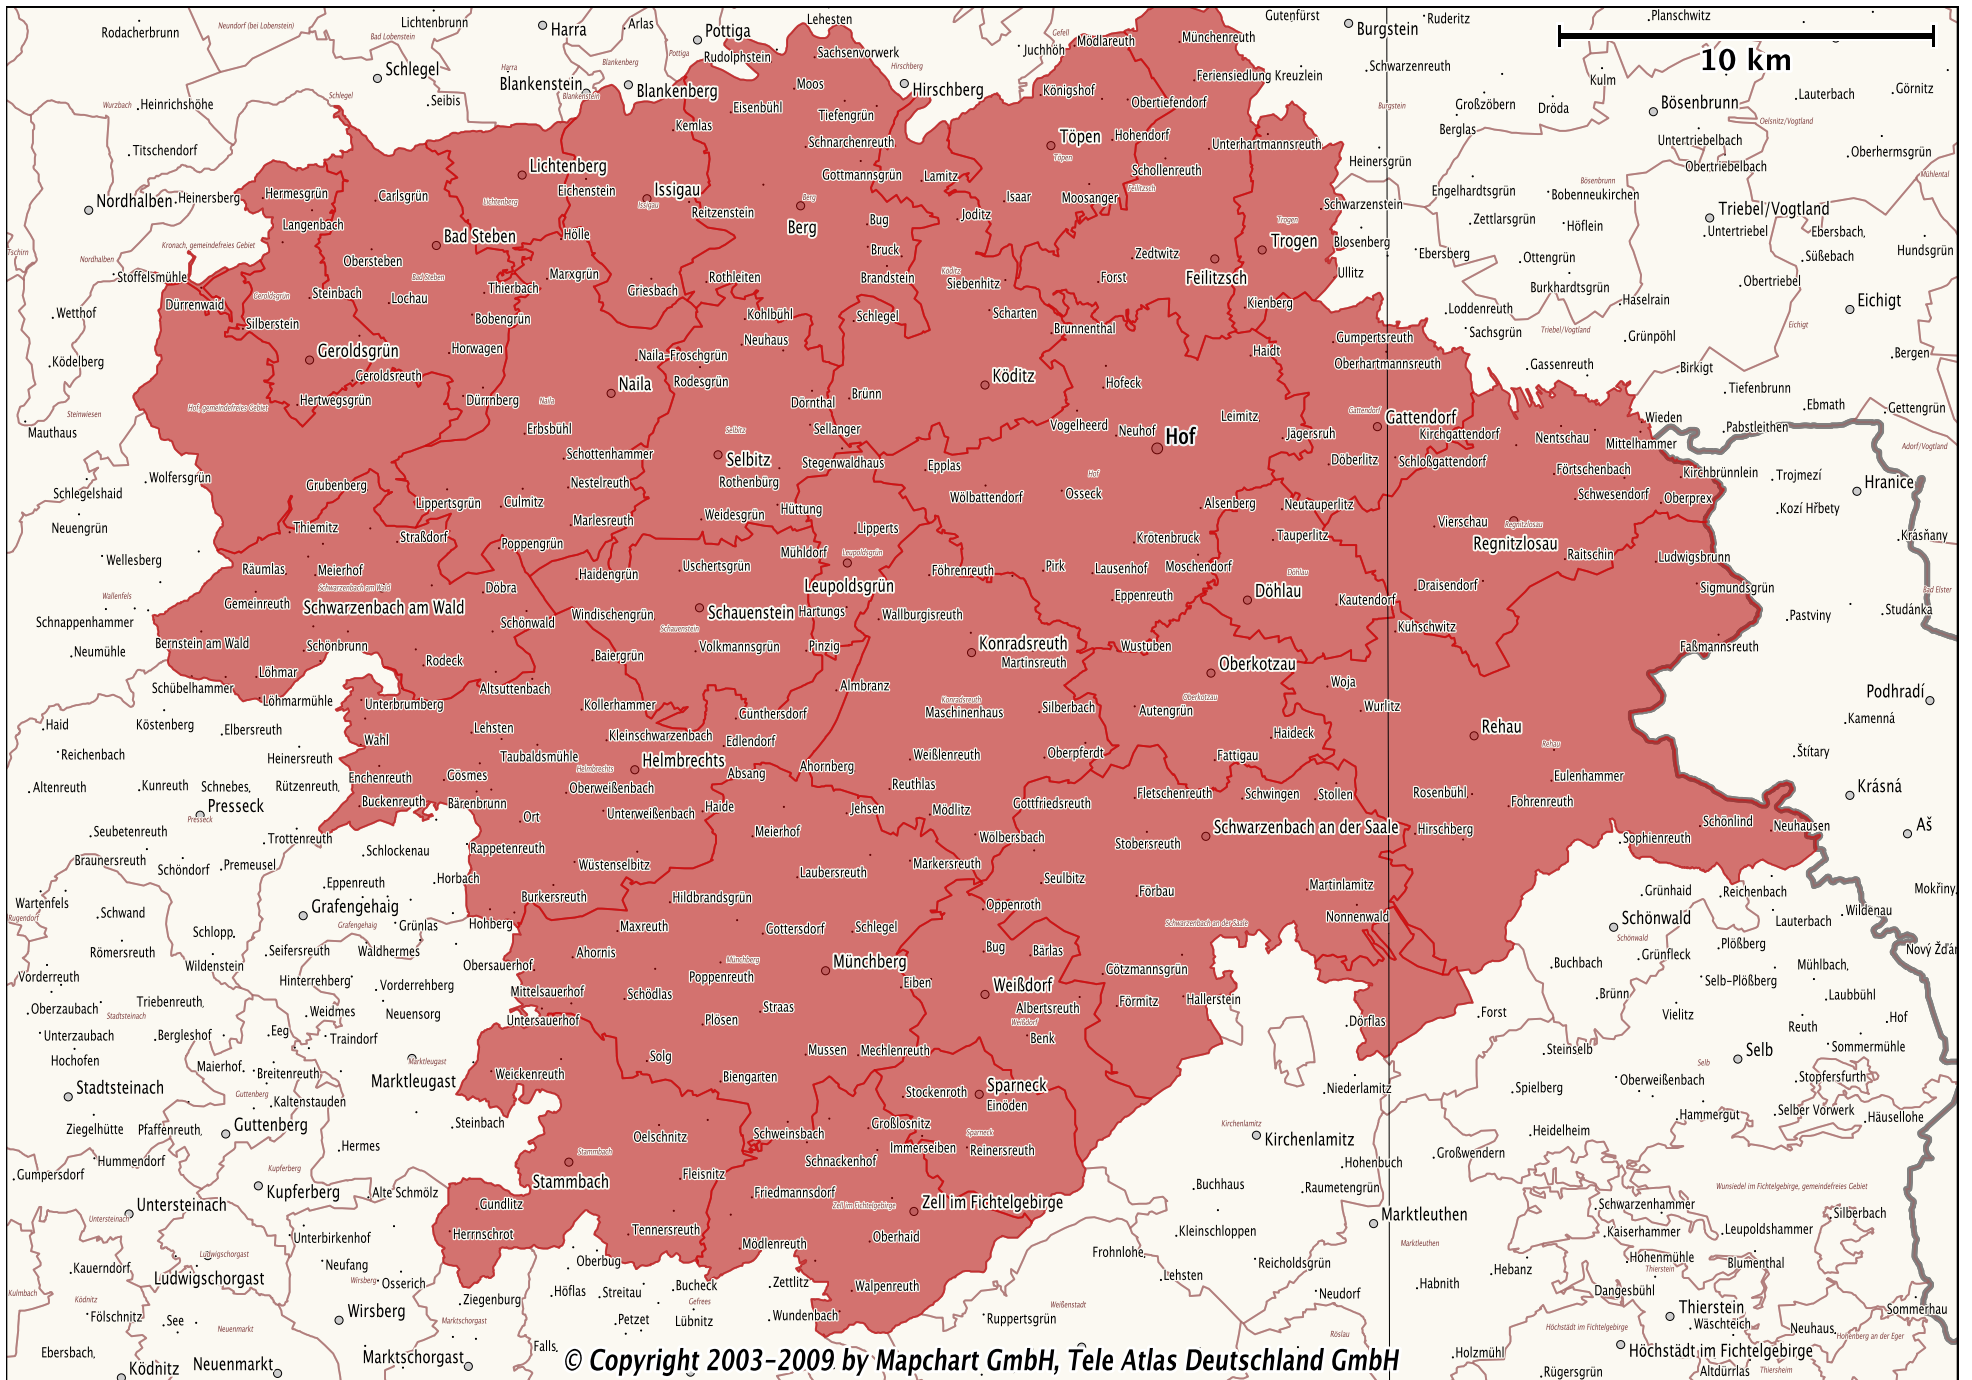 Rodacherbrunn
Neundorf (bei Lobenstein)
Lichtenbrunn
Bad Lobenstein
Harra
Arlas
Pottiga
Lehesten
Gutenfürst
Burgstein
Ruderitz
Planschwitz
10 km
Schlegel
Blankenstein
Blankenberg
Rudolphstein
Sachsenvorwerk
Hirschberg
Juchhöh
Mödlareuth
Münchenreuth
Feriensiedlung Kreuzlein
Schwarzenreuth
Kulm
Bösenbrunn
Lauterbach
Görnitz
Heinrichshöhe
Seibis
Moos
Eisenbühl
Königshof
Obertiefendorf
Großzöbern
Dröda
Berglas
Titschendorf
Kemlas
Tiefengrün
Schnarchenreuth
Töpen
Hohendorf
Unterhartmannsreuth
Heinersgrün
Untertriebelbach
Obertriebelbach
Oberhermsgrün
Nordhalben
Heinersberg
Hermesgrün
Carlsgrün
Lichtenberg
Eichenstein
Issigau
Reitzenstein
Gottmannsgrün
Lamitz
Schollenreuth
Isaar
Moosanger
Joditz
Schwarzenstein
Engelhardtsgrün
Bobenneukirchen
Zettlarsgrün
Höflein
Triebel/Vogtland
Untertriebel
Ebersbach
Hundsgrün
Langenbach
Bad Steben
Hölle
Berg
Bug
Bruck
Trogen
Blosenberg
Ebersberg
Ottengrün
Süßebach
Stoffelsmühle
Obersteben
Thierbach
Marxgrün
Griesbach
Rothleiten
Brandstein
Siebenhitz
Forst
Zedtwitz
Feilitzsch
Ullitz
Burkhardtsgrün
Obertriebel
Eichigt
Dürrenwald
Steinbach
Lochau
Bobengrün
Kohlbühl
Schlegel
Scharten
Brunnenthal
Kienberg
Loddenreuth
Haselrain
Wetthof
Silberstein
Geroldsgrün
Horwagen
Naila-Froschgrün
Neuhaus
Haidt
Gumpertsreuth
Sachsgrün
Grünpöhl
Ködelberg
Geroldsreuth
Naila
Rodesgrün
Köditz
Hofeck
Oberhartmannsreuth
Gassenreuth
Birkigt
Bergen
Hertwegsgrün
Dürrnberg
Dörnthal
Brünn
Leimitz
Gattendorf
Tiefenbrunn
Ebmath
Gettengrün
Mauthaus
Erbsbühl
Sellanger
Vogelheerd
Neuhof
Hof
Jägersruh
Kirchgattendorf
Nentschau
Wieden
Mittelhammer
Pabstleithen
Wolfersgrün
Schottenhammer
Selbitz
Stegenwaldhaus
Epplas
Döberlitz
Schloßgattendorf
Förtschenbach
Kirchbrünnlein
Trojmezí
Hranice
Schlegelshaid
Grubenberg
Lippertsgrün
Culmitz
Nestelreuth
Rothenbürg
Hüttung
Wölbattendorf
Osseck
Alsenberg
Neutauperlitz
Schwesendorf
Oberprex
Kozí Hřbety
Neuengrün
Thiemitz
Straßdorf
Marlesreuth
Weidesgrün
Lipperts
Krötenbruck
Tauperlitz
Vierschau
Regnitzlosau
Raitschin
Ludwigsbrunn
Krásňany
Wellesberg
Räumlas
Meierhof
Poppengrün
Haidengrün
Uschertsgrün
Mühldorf
Leupoldsgrün
Föhrenreuth
Pirk
Lausenhof
Moschendorf
Döhlau
Draisendorf
Sigmundsgrün
Gemeinreuth
Schwarzenbach am Wald
Döbra
Schönwald
Windischengrün
Schauenstein
Hartungs
Wallburgisreuth
Eppenreuth
Kautendorf
Kühschwitz
Pastviny
Studánka
Schnappenhammer
Neumühle
Bernstein am Wald
Schönbrunn
Löhmar
Rodeck
Baiergrün
Volkmannsgrün
Pinzig
Konradsreuth
Martinsreuth
Wustuben
Oberkotzau
Faßmannsreuth
Schübelhammer
Löhmarmühle
Unterbrumberg
Altsuttenbach
Kollerhammer
Günthersdorf
Almbranz
Maschinenhaus
Silberbach
Autengrün
Woja
Wurlitz
Podhradí
Kamenná
Haid
Köstenberg
Elbersreuth
Wahl
Lehsten
Kleinschwarzenbach
Edlendorf
Haideck
Rehau
Štítary
Reichenbach
Heinersreuth
Taubaldsmühle
Helmbrechts
Absang
Ahornberg
Weißlenreuth
Oberpferdt
Fattigau
Eulenhammer
Altenreuth
Kunreuth
Schnebes
Rützenreuth
Enchenreuth
Gösmes
Oberweißenbach
Reuthlas
Fletschenreuth
Schwingen
Stollen
Rosenbühl
Fohrenreuth
Krásná
Presseck
Buckenreuth
Bärenbrunn
Ort
Unterweißenbach
Haide
Jehsen
Mödlitz
Gottfriedsreuth
Schwarzenbach an der Saale
Hirschberg
Schönlind
Neuhausen
Aš
Seubetenreuth
Trottenreuth
Rappetenreuth
Meierhof
Wölbersbach
Stobersreuth
Sophienreuth
Braunersreuth
Schöndorf
Premeusel
Schlockenau
Wüstenselbitz
Laubersreuth
Markersreuth
Seulbitz
Förbau
Martinlamitz
Grünhaid
Reichenbach
Mokřiny
Wartenfels
Schwand
Eppenreuth
Grafengehaig
Horbach
Burkersreuth
Hildbrandsgrün
Oppenroth
Nonnenwald
Schönwald
Lauterbach
Wildenau
Schlopp
Grünlas
Hohberg
Maxreuth
Gottersdorf
Schlegel
Bug
Bärlas
Plößberg
Römersreuth
Wildenstein
Seifersreuth
Waldhermes
Obersauerhof
Ahornis
Poppenreuth
Münchberg
Götzmannsgrün
Buchbach
Grünfleck
Mühlbach
Nový Žďár
Vorderreuth
Hinterrehberg
Vorderrehberg
Mittelsauerhof
Schödlas
Straas
Eiben
Weißdorf
Albertsreuth
Förmitz
Hallerstein
Brünn
Selb-Plößberg
Laubbühl
Oberzaubach
Triebenreuth
Weidmes
Neuensorg
Untersauerhof
Plösen
Dörflas
Forst
Vielitz
Reuth
Hof
Unterzaubach
Bergleshof
Eeg
Traindorf
Solg
Mussen
Mechlenreuth
Benk
Steinselb
Selb
Sommermühle
Hochofen
Maierhof
Breitenreuth
Marktleugast
Weickenreuth
Biengarten
Stockenroth
Sparneck
Einöden
Niederlamitz
Spielberg
Oberweißenbach
Stopfersfurth
Stadtsteinach
Kaltenstauden
Steinbach
Großlosnitz
Hammergut
Selber Vorwerk
Häusellohe
Ziegelhütte
Pfaffenreuth
Guttenberg
Hermes
Oelschnitz
Schweinsbach
Immerseiben
Reinersreuth
Kirchenlamitz
Heidelheim
Hummendorf
Gumpersdorf
Kupferberg
Alte Schmölz
Stammbach
Fleisnitz
Schnackenhof
Hohenbuch
Großwendern
Untersteinach
Gundlitz
Friedmannsdorf
Zell im Fichtelgebirge
Buchhaus
Raumetengrün
Marktleuthen
Schwarzenhammer
Silberbach
Unterbirkenhof
Herrnschrot
Tennersreuth
Mödlenreuth
Oberhaid
Kleinschloppen
Kaiserhammer
Leupoldshammer
Kauerndorf
Ludwigschorgast
Neufang
Osserich
Oberbug
Frohnlohe
Lehsten
Reicholdsgrün
Hebanz
Hohenmühle
Blumenthal
Fölschnitz
See
Wirsberg
Ziegenburg
Höflas
Streitau
Bucheck
Zettlitz
Walpenreuth
Neudorf
Habnith
Dangesbühl
Thierstein
Wäschteich
Sommerhau
Petzet
Lübnitz
Wundenbach
Ruppertsgrün
Neuhaus
Ebersbach
Ködnitz
Neuenmarkt
Marktschorgast
Falls
Holzmühl
Höchstädt im Fichtelgebirge
Rügersgrün
Altdürrlas
© Copyright 2003-2009 by Mapchart GmbH, Tele Atlas Deutschland GmbH